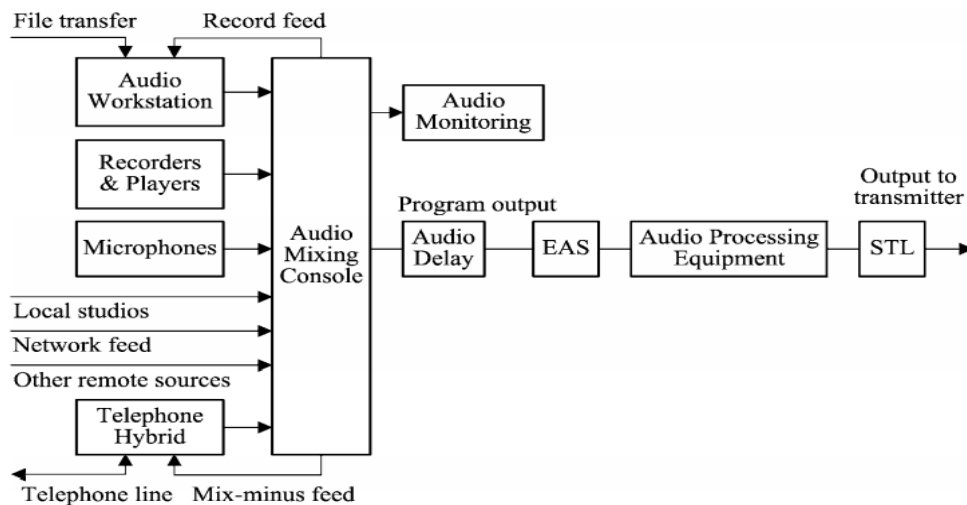 File transfer
Record feed
Audio
Workstation
Recorders
& Players
Microphones
Local studios
Network feed
Other remote sources
Telephone
Hybrid
Telephone line
Mix-minus feed
Audio
Mixing
Console
Audio
Monitoring
Program output
Audio
Delay
EAS
Audio Processing
Equipment
Output to
transmitter
STL